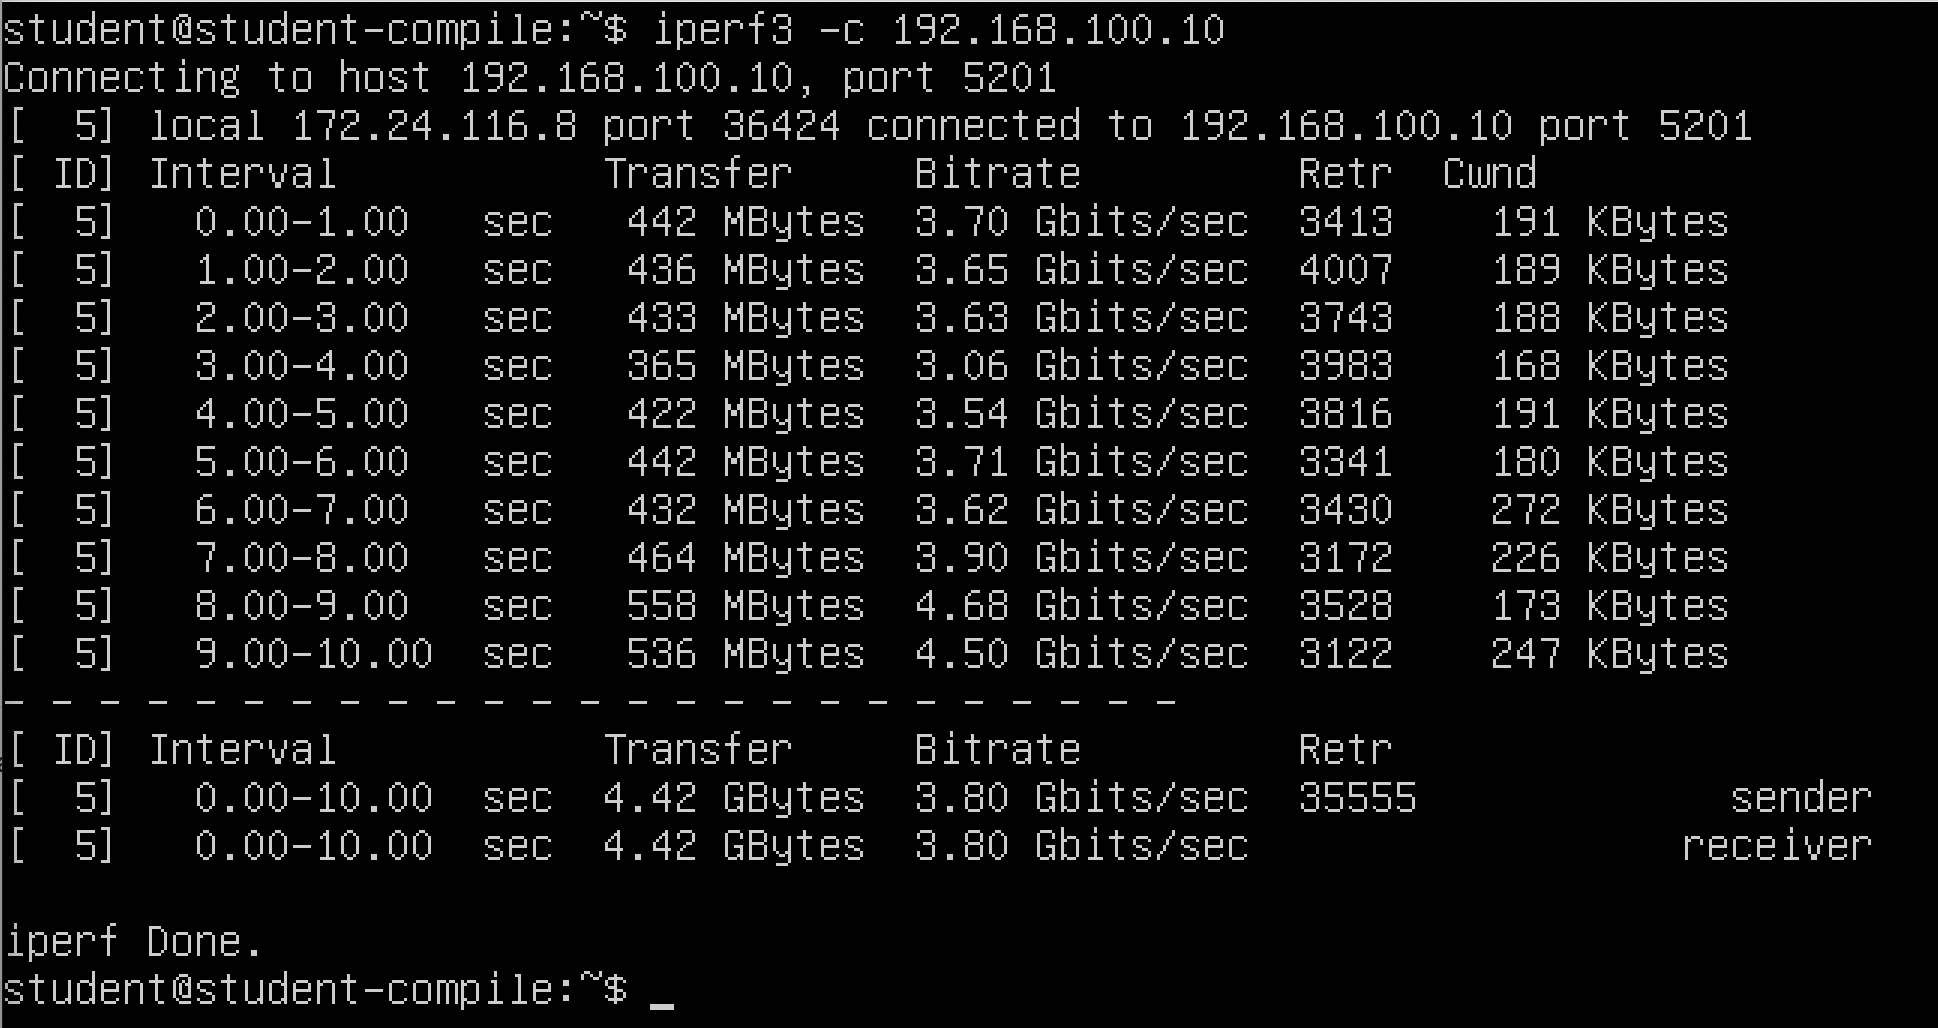 student@student-compile:~$ iperf3 -c 192.168.100.10
Connecting to host 192.168.100.10, port 5201
[  5] local 172.24.116.8 port 36424 connected to 192.168.100.10 port 5201
[ ID] Interval           Transfer     Bitrate         Retr  Cwnd
[  5]   0.00-1.00   sec   442 MBytes  3.70 Gbits/sec  3413    191 KBytes
[  5]   1.00-2.00   sec   436 MBytes  3.65 Gbits/sec  4007    189 KBytes
[  5]   2.00-3.00   sec   433 MBytes  3.63 Gbits/sec  3743    188 KBytes
[  5]   3.00-4.00   sec   365 MBytes  3.06 Gbits/sec  3983    168 KBytes
[  5]   4.00-5.00   sec   422 MBytes  3.54 Gbits/sec  3816    191 KBytes
[  5]   5.00-6.00   sec   442 MBytes  3.71 Gbits/sec  3341    180 KBytes
[  5]   6.00-7.00   sec   432 MBytes  3.62 Gbits/sec  3430    272 KBytes
[  5]   7.00-8.00   sec   464 MBytes  3.90 Gbits/sec  3172    226 KBytes
[  5]   8.00-9.00   sec   558 MBytes  4.68 Gbits/sec  3528    173 KBytes
[  5]   9.00-10.00  sec   536 MBytes  4.50 Gbits/sec  3122    247 KBytes
- - - - - - - - - - - - - - - - - - - - - - - - -
[ ID] Interval           Transfer     Bitrate         Retr
[  5]   0.00-10.00  sec  4.42 GBytes  3.80 Gbits/sec  35555             sender
[  5]   0.00-10.00  sec  4.42 GBytes  3.80 Gbits/sec                  receiver
iperf Done.
student@student-compile:~$ _